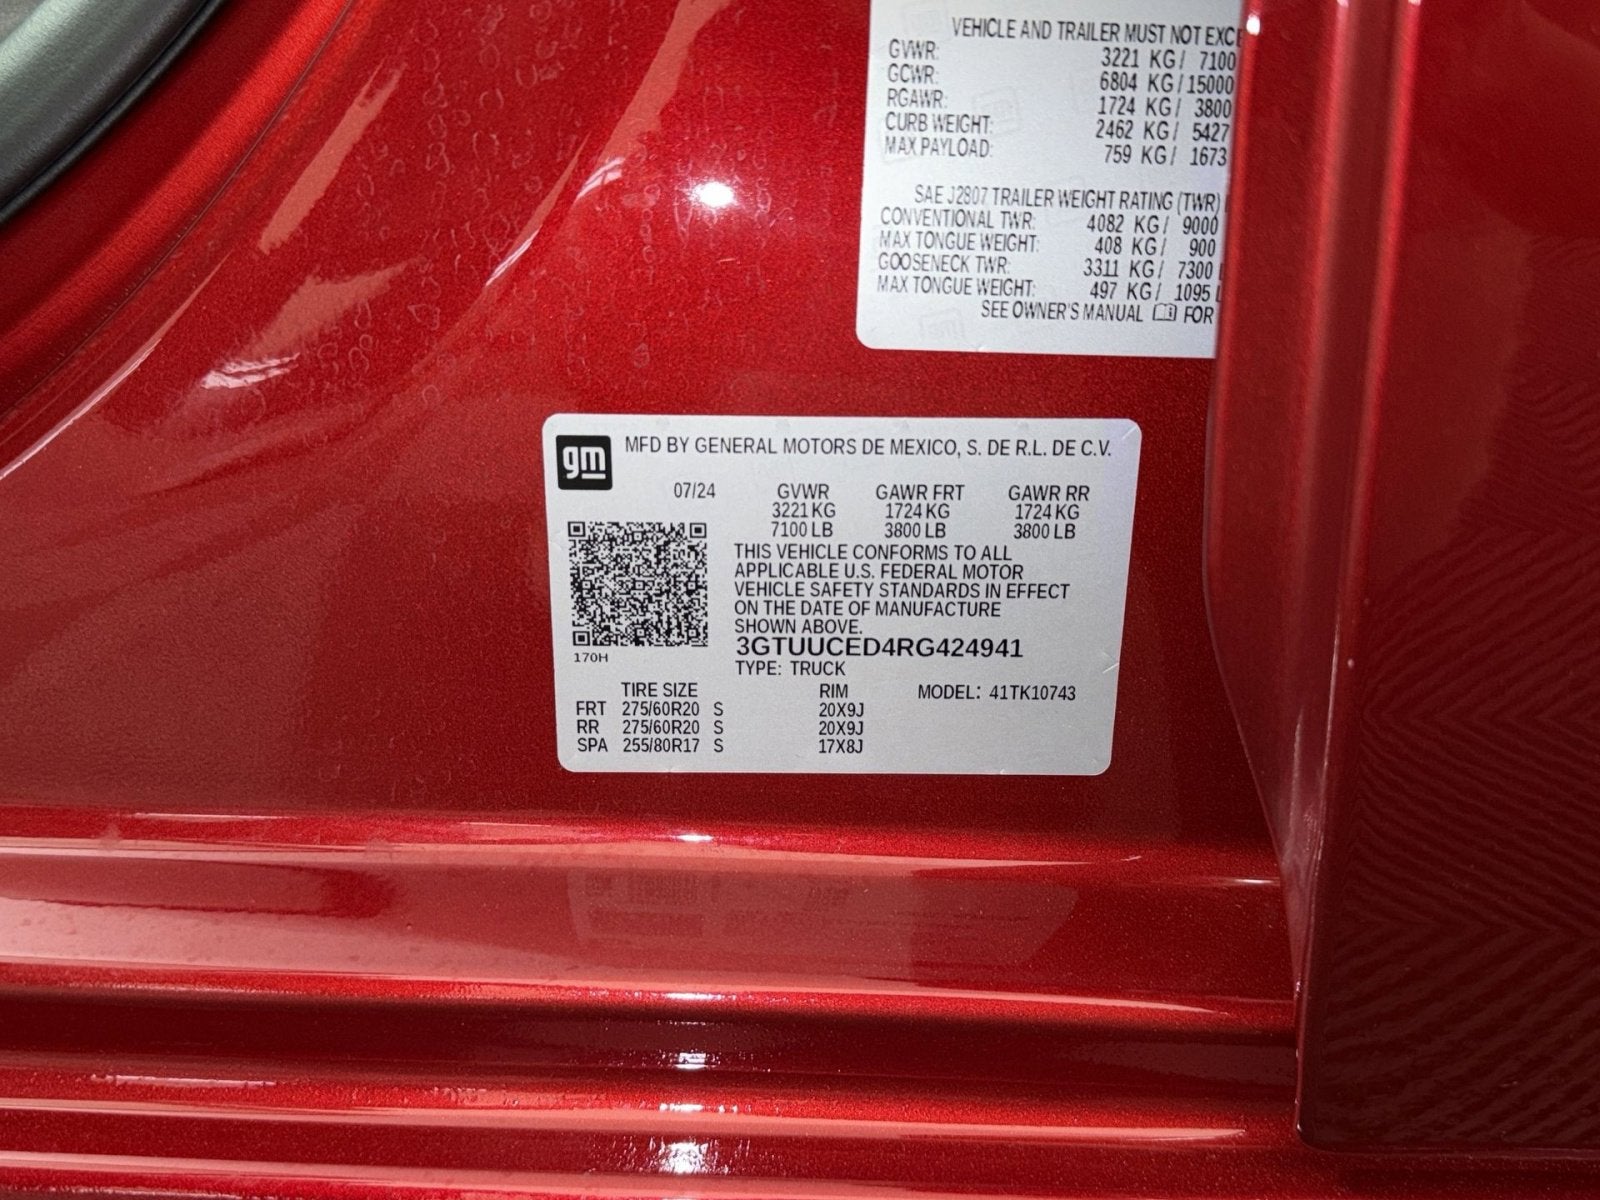 VEHICLE AND TRAILER MUST NOT
GVWR: 3221 KG/ 7100
GCWR: 6804 KG/15000
RGAWR: 1724 KG/ 3800
CURB WEIGHT: 2462 KG/ 5427
MAX PAYLOAD: 759 KG/ 1673
SAE J2807 TRAILER WEIGHT RATING (TWR)
CONVENTIONAL TWR: 4082 KG/ 9000
MAX TONGUE WEIGHT: 408 KG/ 900
GOOSENECK TWR: 3311 KG/ 7300
MAX TONGUE WEIGHT: 497 KG/ 1095
SEE OWNER'S MANUAL FOR
gm MFD BY GENERAL MOTORS DE MEXICO, S. DE R.L. DE C.V.
07/24 GVWR GAWR FRT GAWR RR
3221 KG 1724 KG 1724 KG
7100 LB 3800 LB 3800 LB
THIS VEHICLE CONFORMS TO ALL
APPLICABLE U.S. FEDERAL MOTOR
VEHICLE SAFETY STANDARDS IN EFFECT
ON THE DATE OF MANUFACTURE
SHOWN ABOVE.
3GTUUCED4RG424941
170H
TYPE: TRUCK
TIRE SIZE RIM MODEL: 41TK10743
FRT 275/60R20 S 20X9J
RR 275/60R20 S 20X9J
SPA 255/80R17 S 17X8J